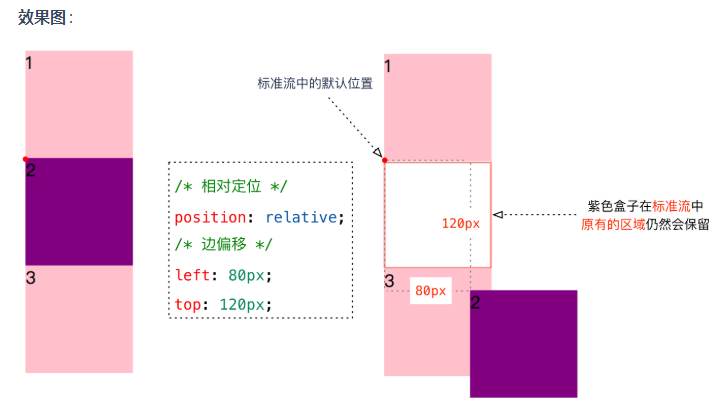 效果图：
1
2
3
/* 相对定位 */
position: relative;
/* 边偏移 */
left: 80px;
top: 120px;
标准流中的默认位置
1
120px
3
80px
2
紫色盒子在标准流中
原有的区域仍然会保留